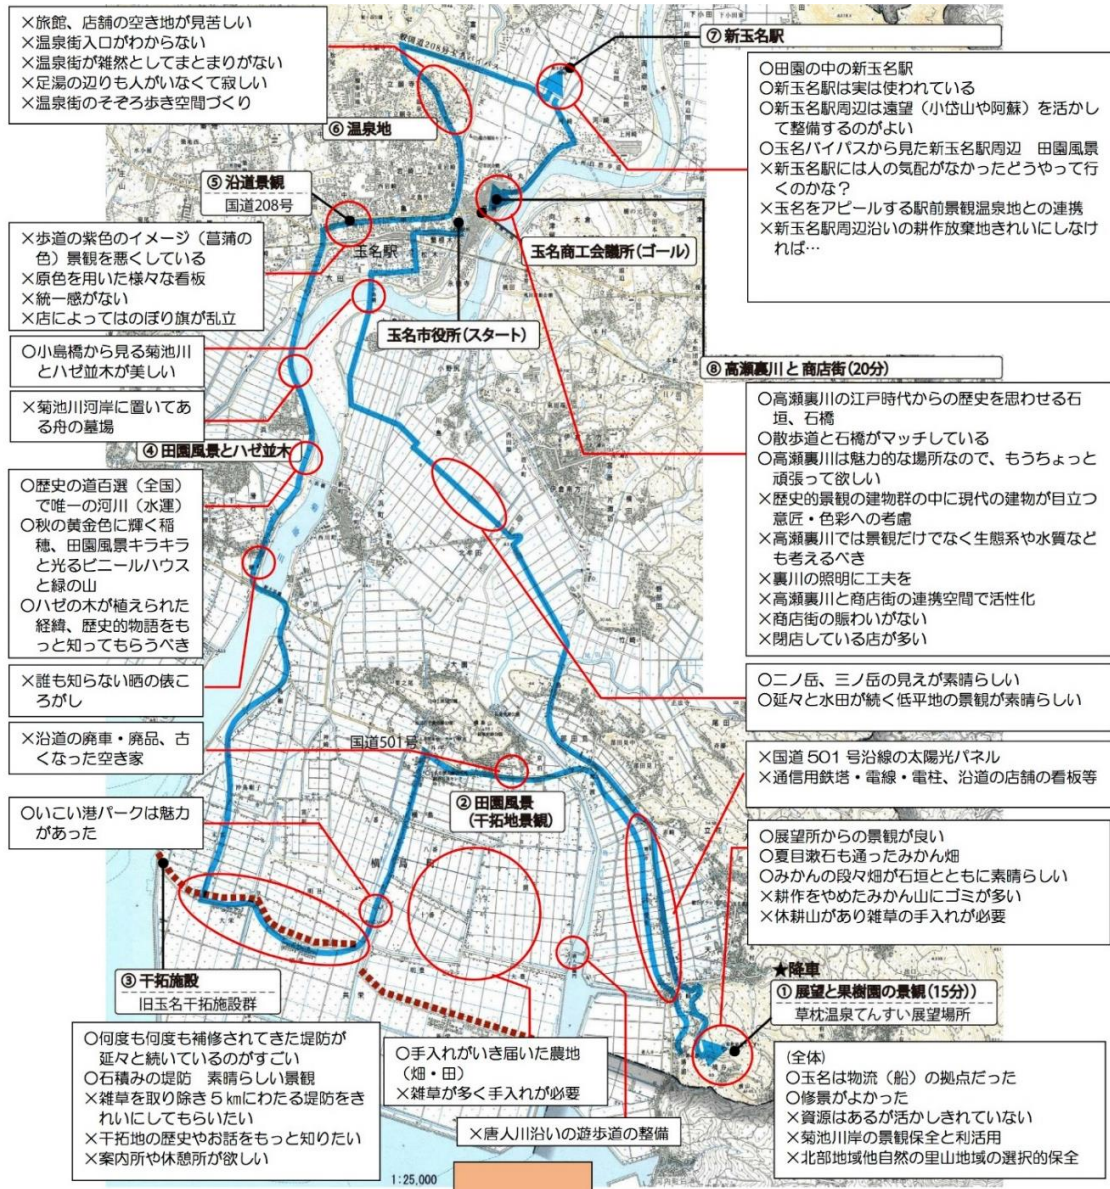 ×旅館、店舗の空き地が見苦しい
×温泉街入口がわからない
×温泉街が雑然としてまとまりがない
×足湯の辺りも人がいなくて寂しい
×温泉街のそぞろ歩き空間づくり
⑥ 温泉地
⑤ 沿道景観
国道208号
×歩道の紫色のイメージ（菖蒲の
色）景観を悪くしている
×原色を用いた様々な看板
×統一感がない
×店によってはのぼり旗が乱立
玉名駅
○小島橋から見る菊池川
とハゼ並木が美しい
×菊池川河岸に置いてあ
る舟の墓場
④ 田園風景とハゼ並木
○歴史の道百選（全国）
で唯一の河川（水運）
○秋の黄金色に輝く稲
穂、田園風景キラキラ
と光るビニールハウス
と緑の山
○ハゼの木が植えられた
経緯、歴史的物語をも
っと知ってもらうべき
×誰も知らない晒の俵こ
ろがし
×沿道の廃車・廃品、古
くなった空き家
○いこい港パークは魅力
があった
③ 干拓施設
旧玉名干拓施設群
○何度も何度も補修されてきた堤防が
延々と続いているのがすごい
○石積みの堤防　素晴らしい景観
×雑草を取り除き５㎞にわたる堤防をき
れいにしてもらいたい
×干拓地の歴史やお話をもっと知りたい
×案内所や休憩所が欲しい
国道501号
② 田園風景
（干拓地景観）
○手入れがいき届いた農地
（畑・田）
×雑草が多く手入れが必要
×唐人川沿いの遊歩道の整備
1:25,000
⑦ 新玉名駅
○田園の中の新玉名駅
○新玉名駅は実は使われている
○新玉名駅周辺は遠望（小岱山や阿蘇）を活かし
て整備するのがよい
○玉名バイパスから見た新玉名駅周辺　田園風景
×新玉名駅には人の気配がなかったどうやって行
くのかな？
×玉名をアピールする駅前景観温泉地との連携
×新玉名駅周辺沿いの耕作放棄地きれいにしなけ
れば…
玉名商工会議所（ゴール）
玉名市役所（スタート）
⑧ 高瀬裏川 と 商店街（20分）
○高瀬裏川の江戸時代からの歴史を思わせる石
垣、石橋
○散歩道と石橋がマッチしている
○高瀬裏川は魅力的な場所なので、もうちょっと
頑張って欲しい
×歴史的景観の建物群の中に現代の建物が目立つ
意匠・色彩への考慮
×高瀬裏川では景観だけでなく生態系や水質など
も考えるべき
×裏川の照明に工夫を
×高瀬裏川と商店街の連携空間で活性化
×商店街の賑わいがない
×閉店している店が多い
○二ノ岳、三ノ岳の見えが素晴らしい
○延々と水田が続く低平地の景観が素晴らしい
×国道 501 号沿線の太陽光パネル
×通信用鉄塔・電線・電柱、沿道の店舗の看板等
○展望所からの景観が良い
○夏目漱石も通ったみかん畑
○みかんの段々畑が石垣とともに素晴らしい
×耕作をやめたみかん山にゴミが多い
×休耕山があり雑草の手入れが必要
★降車
① 展望と果樹園の景観（15分））
草枕温泉てんすい展望場所
（全体）
○玉名は物流（船）の拠点だった
○修景がよかった
×資源はあるが活かしきれていない
×菊池川岸の景観保全と利活用
×北部地域他自然の里山地域の選択的保全